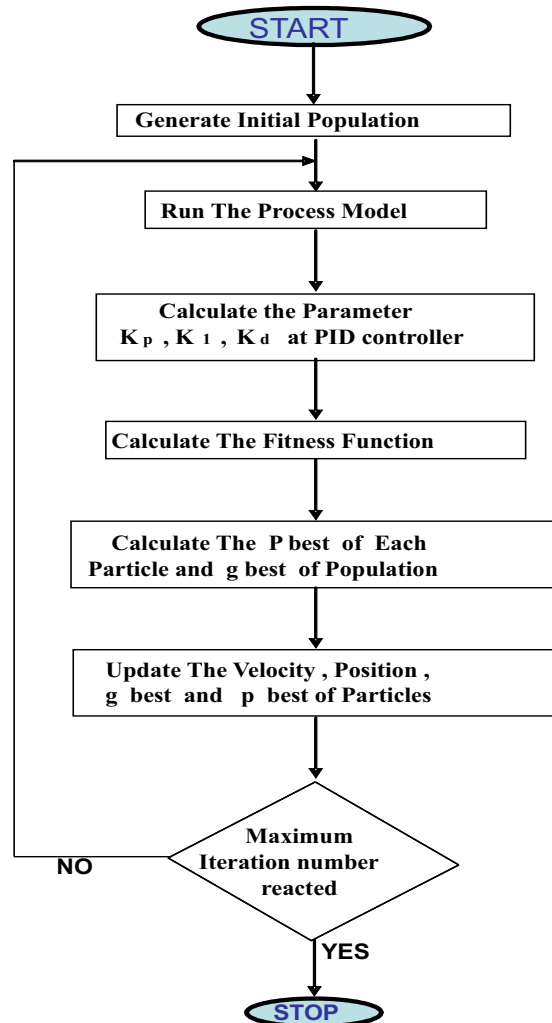 START
Generate Initial Population
Run The Process Model
Calculate the Parameter
K p , K 1 , K d at PID controller
Calculate The Fitness Function
Calculate The P best of Each
Particle and g best of Population
Update The Velocity , Position ,
g best and p best of Particles
Maximum
Iteration number
reacted
NO
YES
STOP